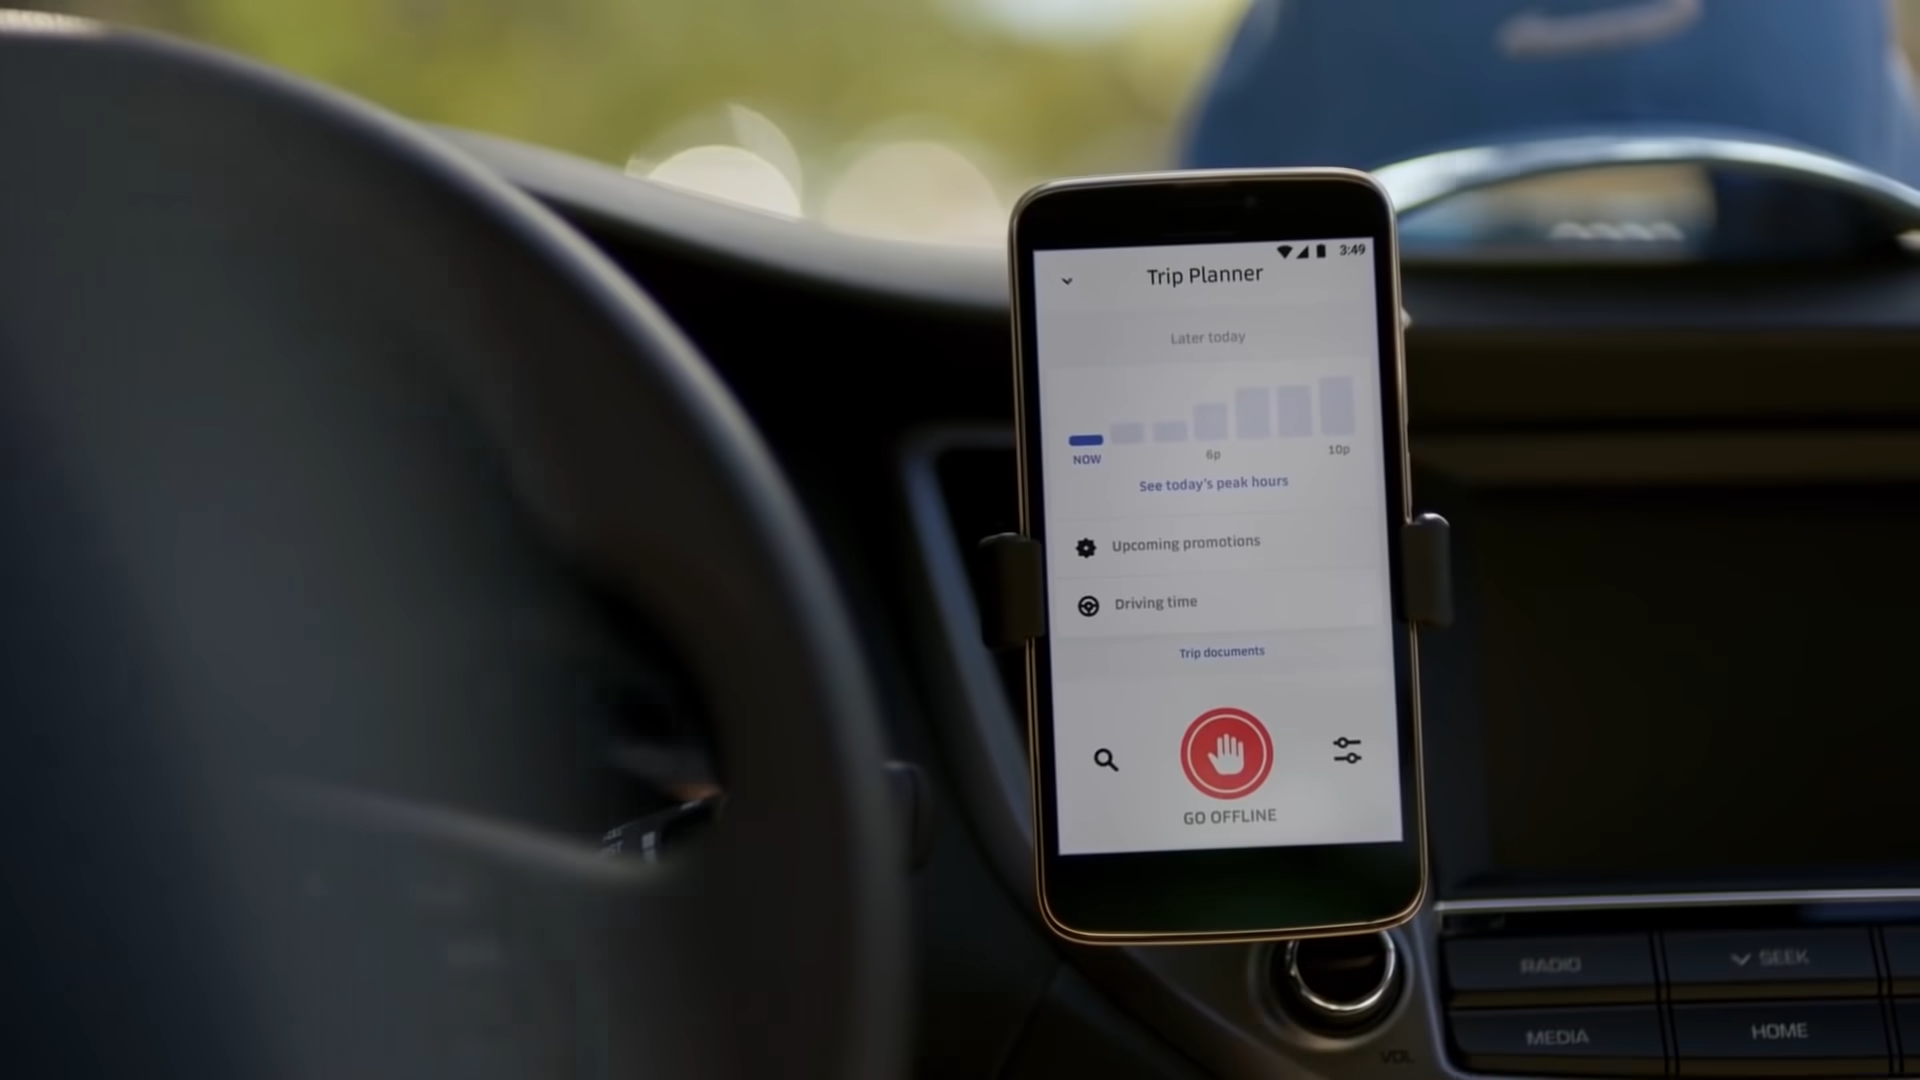 3:49
Trip Planner
Later today
NOW
6p
10p
See today's peak hours
Upcoming promotions
Driving time
Trip documents
GO OFFLINE
RADIO
SEEK
MEDIA
HOME
VOL